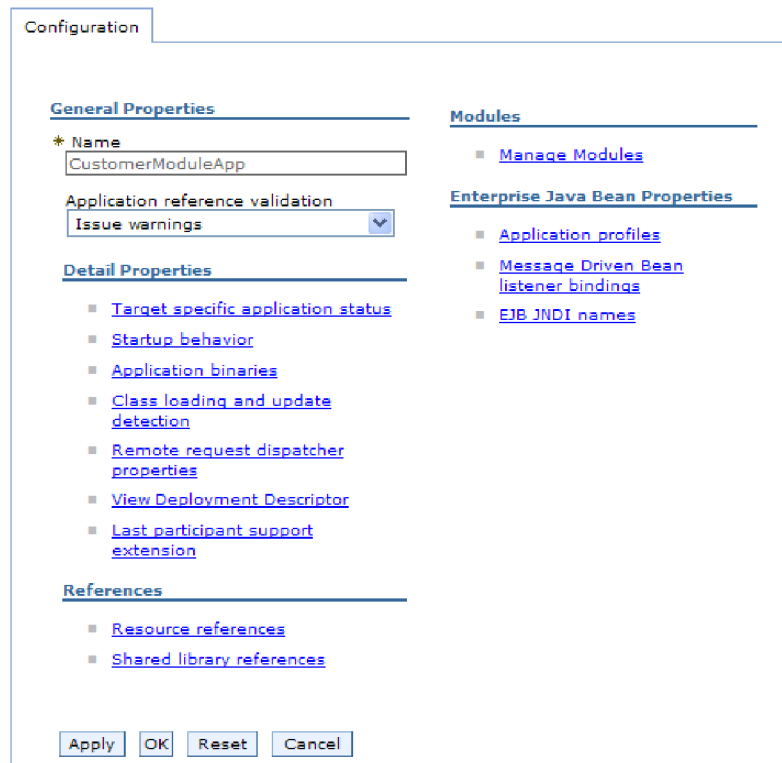 Configuration
General Properties
* Name
CustomerModuleApp
Application reference validation
Issue warnings
Detail Properties
Target specific application status
Startup behavior
Application binaries
Class loading and update
detection
Remote request dispatcher
properties
View Deployment Descriptor
Last participant support
extension
References
Resource references
Shared library references
Modules
Manage Modules
Enterprise Java Bean Properties
Application profiles
Message Driven Bean
listener bindings
EJB JNDI names
Apply OK Reset Cancel